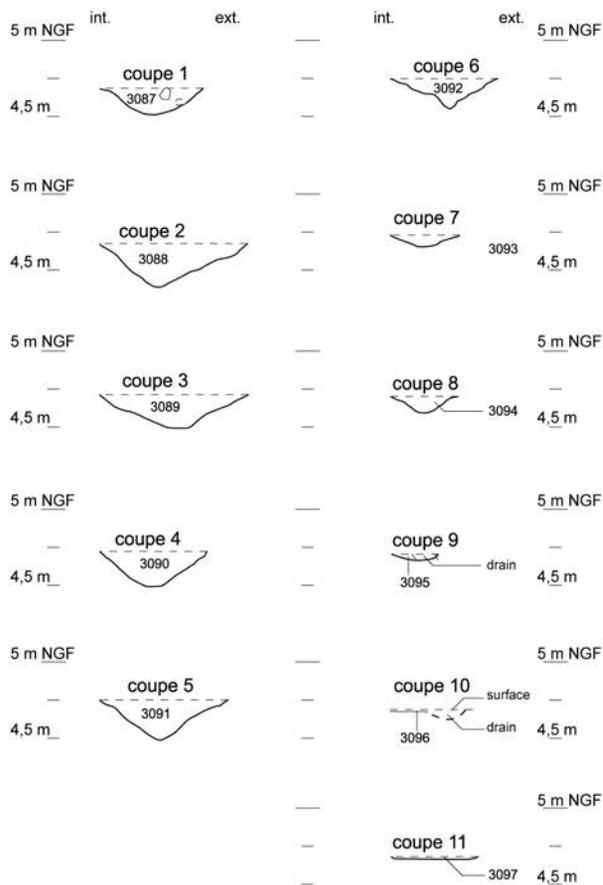 int. ext. int. ext.
5 m NGF 5 m NGF
coupe 1 coupe 6
3087 3092
4,5 m 4,5 m
5 m NGF 5 m NGF
coupe 2 coupe 7
3088 3093
4,5 m 4,5 m
5 m NGF 5 m NGF
coupe 3 coupe 8
3089 3094
4,5 m 4,5 m
5 m NGF 5 m NGF
coupe 4 coupe 9
3090 drain
4,5 m 3095 4,5 m
5 m NGF 5 m NGF
coupe 5 coupe 10
surface
3091 drain
4,5 m 3096 4,5 m
5 m NGF
coupe 11
3097
4,5 m